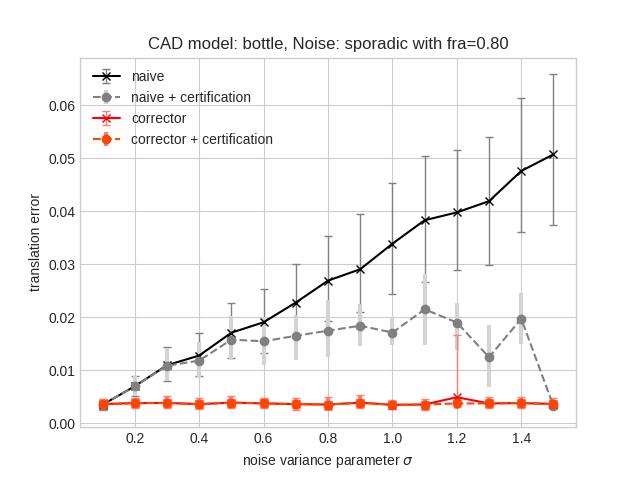 CAD model: bottle, Noise: sporadic with fra=0.80
naive
naive + certification
corrector
corrector + certification
translation error
0.06
0.05
0.04
0.03
0.02
0.01
0.00
0.2 0.4 0.6 0.8 1.0 1.2 1.4
noise variance parameter σ